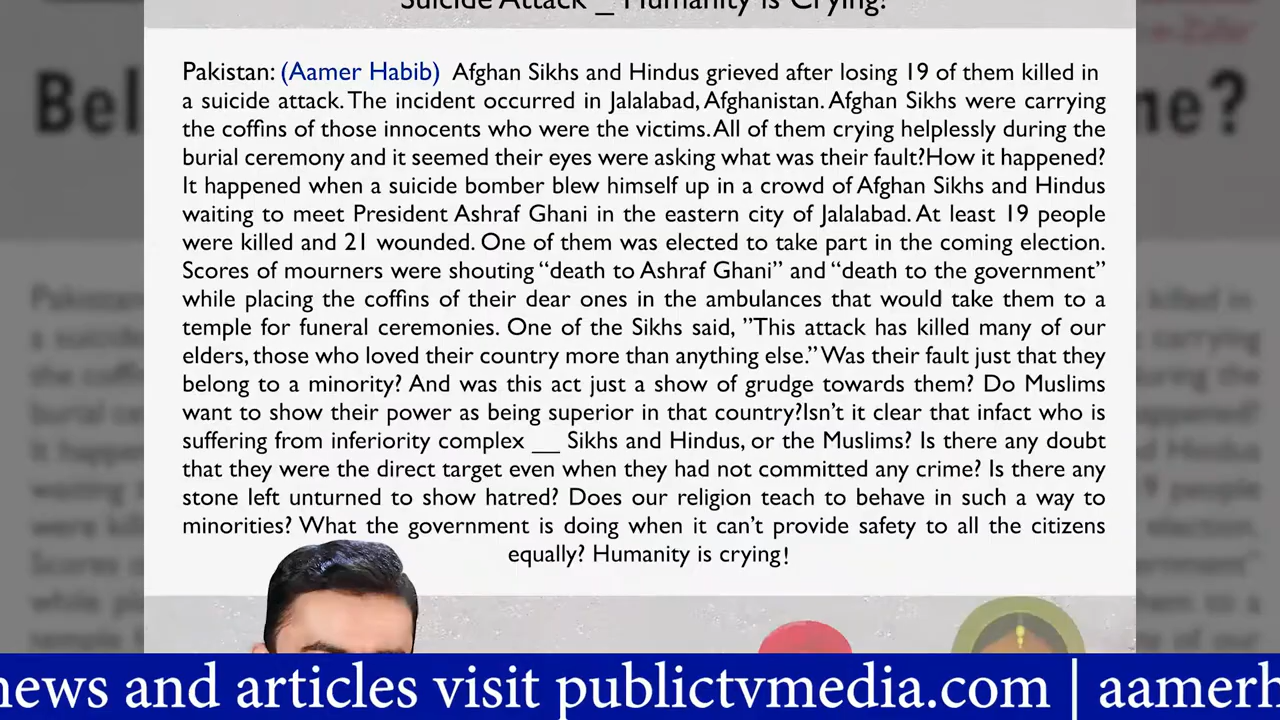 Suicide Attack _ Humanity is Crying!
Pakistan: (Aamer Habib) Afghan Sikhs and Hindus grieved after losing 19 of them killed in
a suicide attack. The incident occurred in Jalalabad, Afghanistan. Afghan Sikhs were carrying
the coffins of those innocents who were the victims. All of them crying helplessly during the
burial ceremony and it seemed their eyes were asking what was their fault?How it happened?
It happened when a suicide bomber blew himself up in a crowd of Afghan Sikhs and Hindus
waiting to meet President Ashraf Ghani in the eastern city of Jalalabad. At least 19 people
were killed and 21 wounded. One of them was elected to take part in the coming election.
Scores of mourners were shouting “death to Ashraf Ghani” and “death to the government”
while placing the coffins of their dear ones in the ambulances that would take them to a
temple for funeral ceremonies. One of the Sikhs said, ”This attack has killed many of our
elders, those who loved their country more than anything else.” Was their fault just that they
belong to a minority? And was this act just a show of grudge towards them? Do Muslims
want to show their power as being superior in that country?Isn’t it clear that infact who is
suffering from inferiority complex __ Sikhs and Hindus, or the Muslims? Is there any doubt
that they were the direct target even when they had not committed any crime? Is there any
stone left unturned to show hatred? Does our religion teach to behave in such a way to
minorities? What the government is doing when it can’t provide safety to all the citizens
equally? Humanity is crying!
news and articles visit publictvmedia.com | aamerh